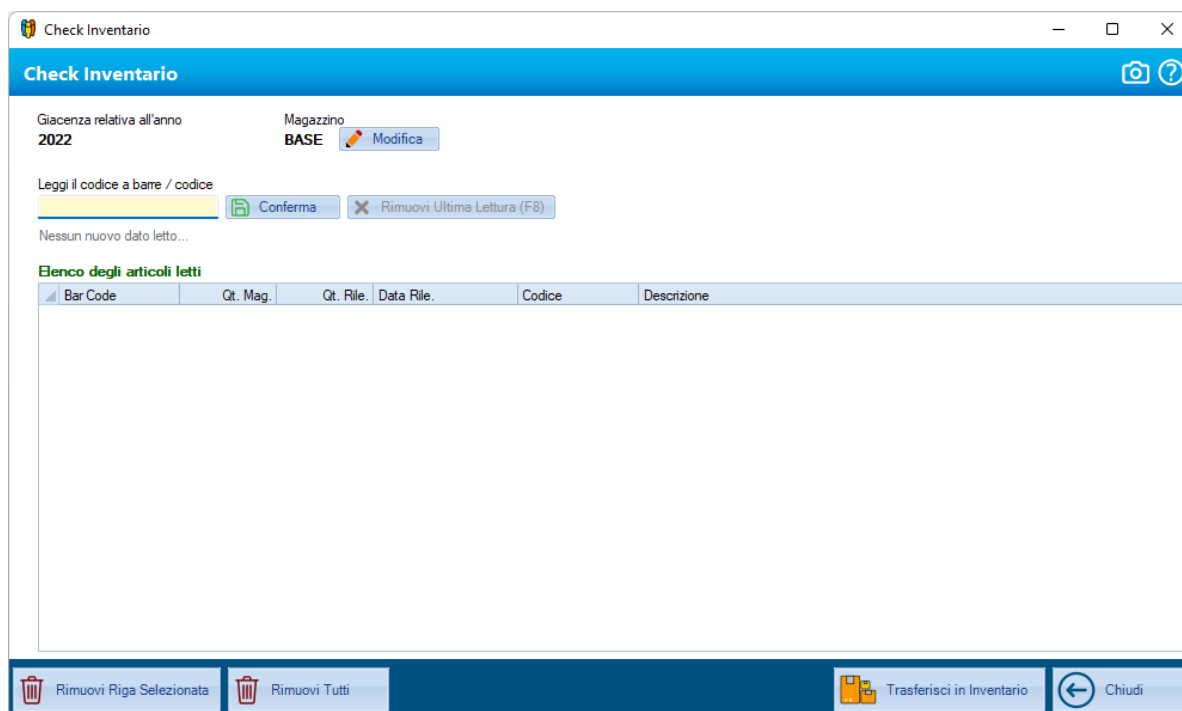 Check Inventario
Check Inventario
Giacenza relativa all'anno Magazzino
2022 BASE Modifica
Leggi il codice a barre / codice
Conferma Rimuovi Ultima Lettura (F8)
Nessun nuovo dato letto...
Elenco degli articoli letti
Bar Code Qt. Mag. Qt. Rile. Data Rile. Codice Descrizione
Rimuovi Riga Selezionata Rimuovi Tutti Trasferisci in Inventario Chiudi